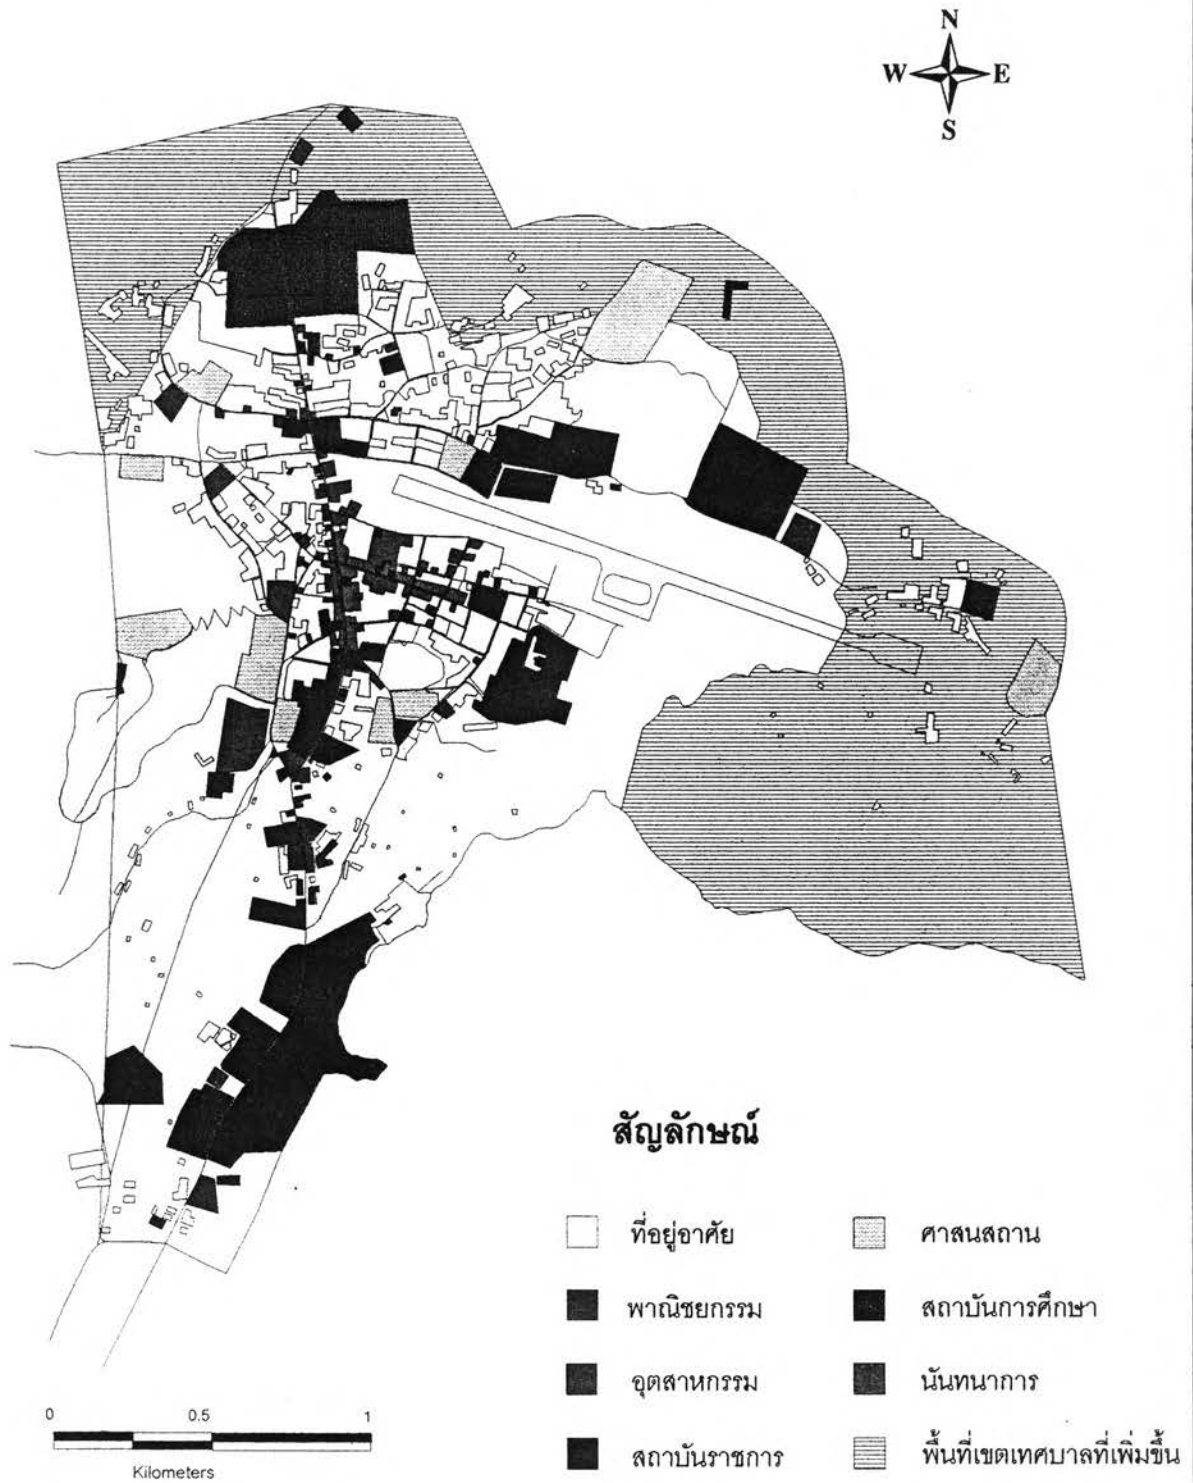 N
W E
S
สัญลักษณ์
ที่อยู่อาศัย
ศาสนสถาน
พาณิชยกรรม
สถาบันการศึกษา
อุตสาหกรรม
นันทนาการ
สถาบันราชการ
พื้นที่เขตเทศบาลที่เพิ่มขึ้น
0 0.5 1
Kilometers